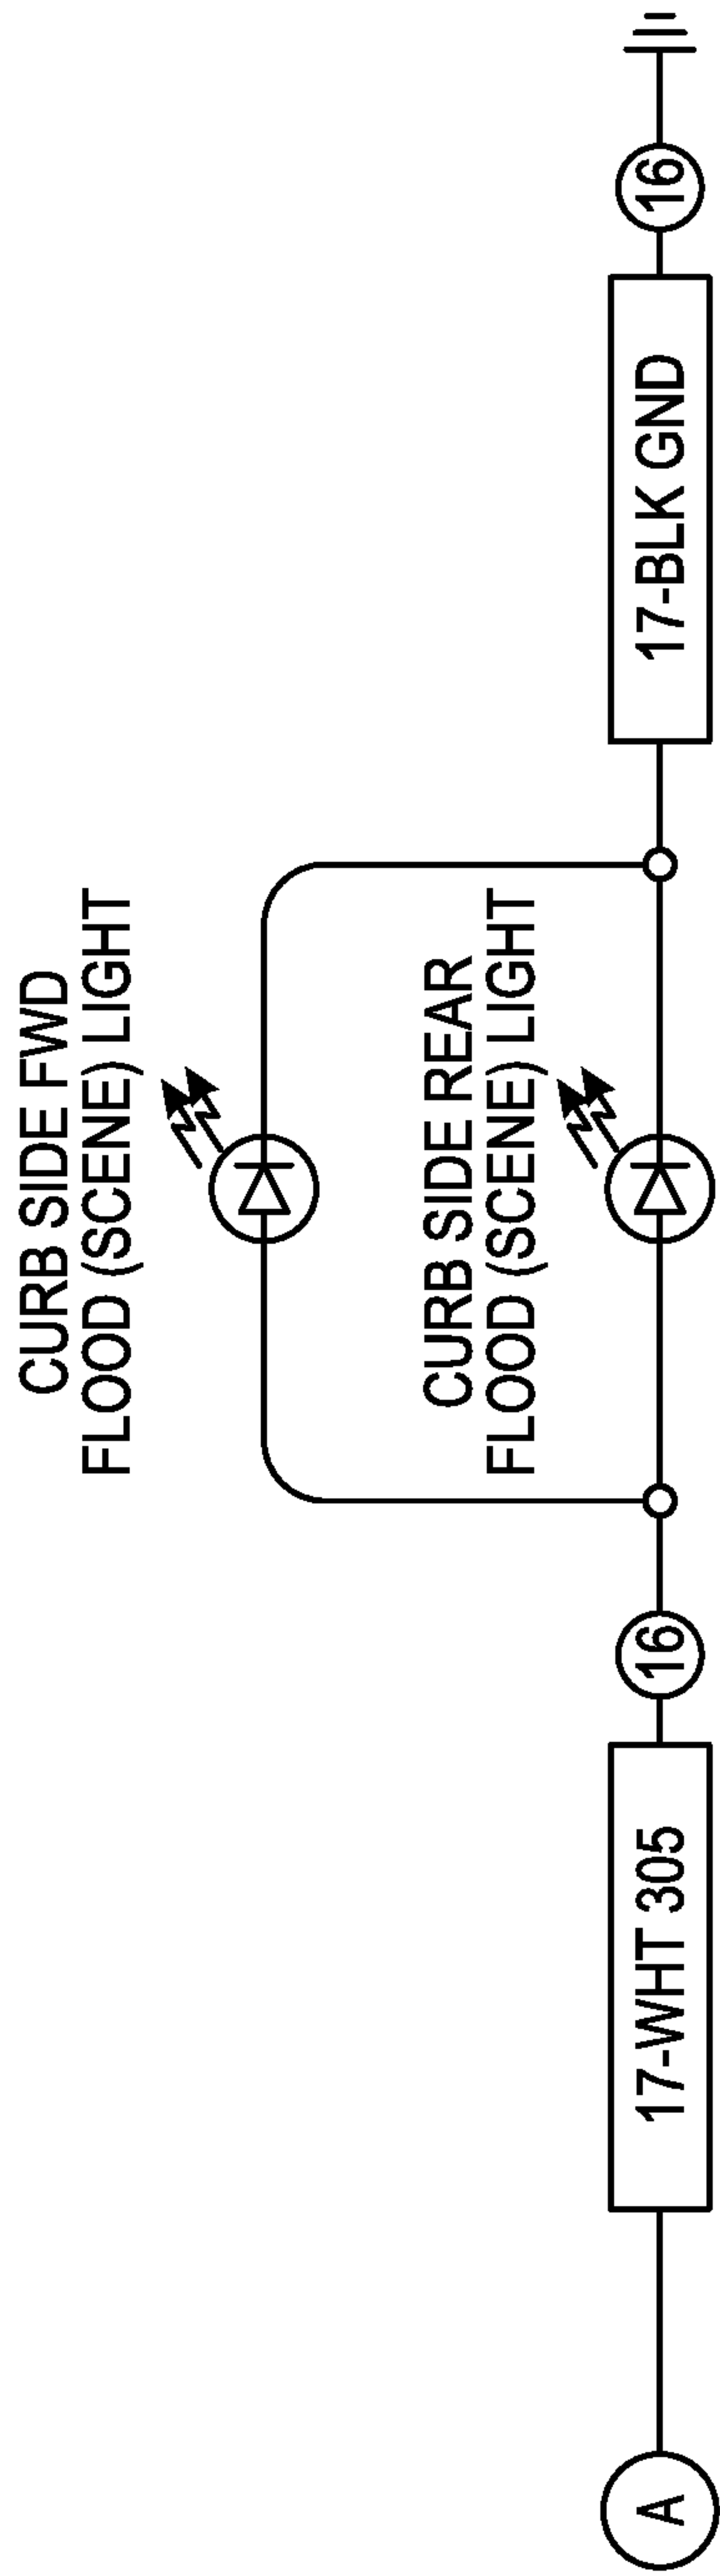 CURB SIDE FWD
FLOOD (SCENE) LIGHT
CURB SIDE REAR
FLOOD (SCENE) LIGHT
A
17-WHT 305
16
17-BLK GND
16